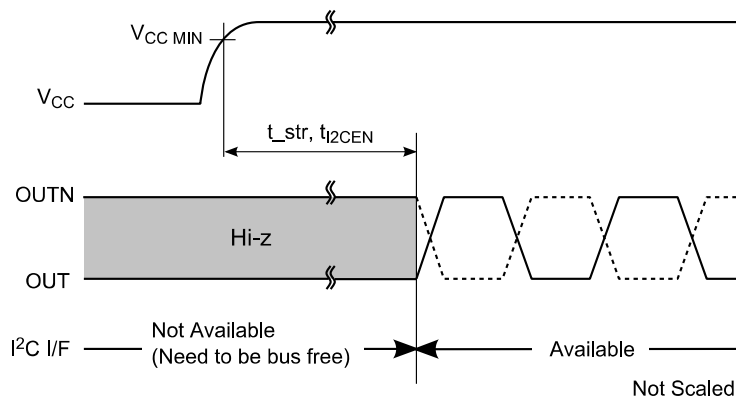 V_CC MIN
V_CC
t_str, t_I2CEN
OUTN
Hi-z
OUT
I²C I/F
Not Available
(Need to be bus free)
Available
Not Scaled